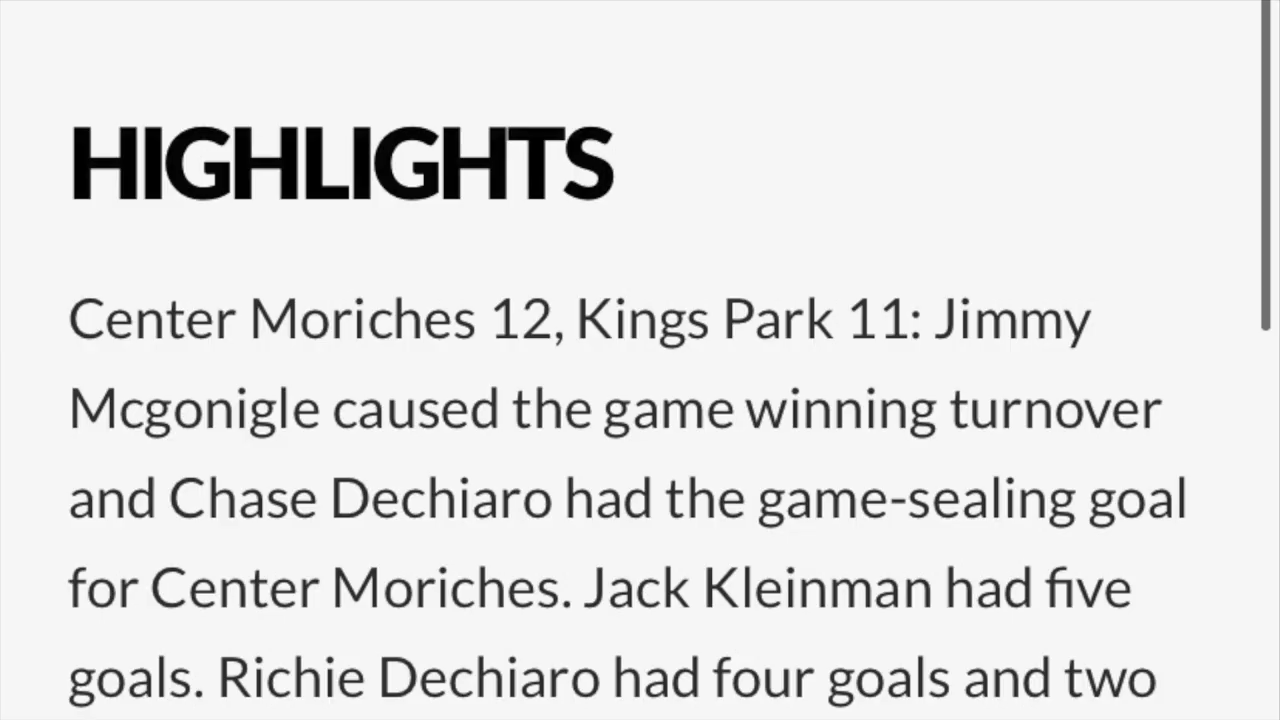 HIGHLIGHTS
Center Moriches 12, Kings Park 11: Jimmy
Mcgonigle caused the game winning turnover
and Chase Dechiaro had the game-sealing goal
for Center Moriches. Jack Kleinman had five
goals. Richie Dechiaro had four goals and two